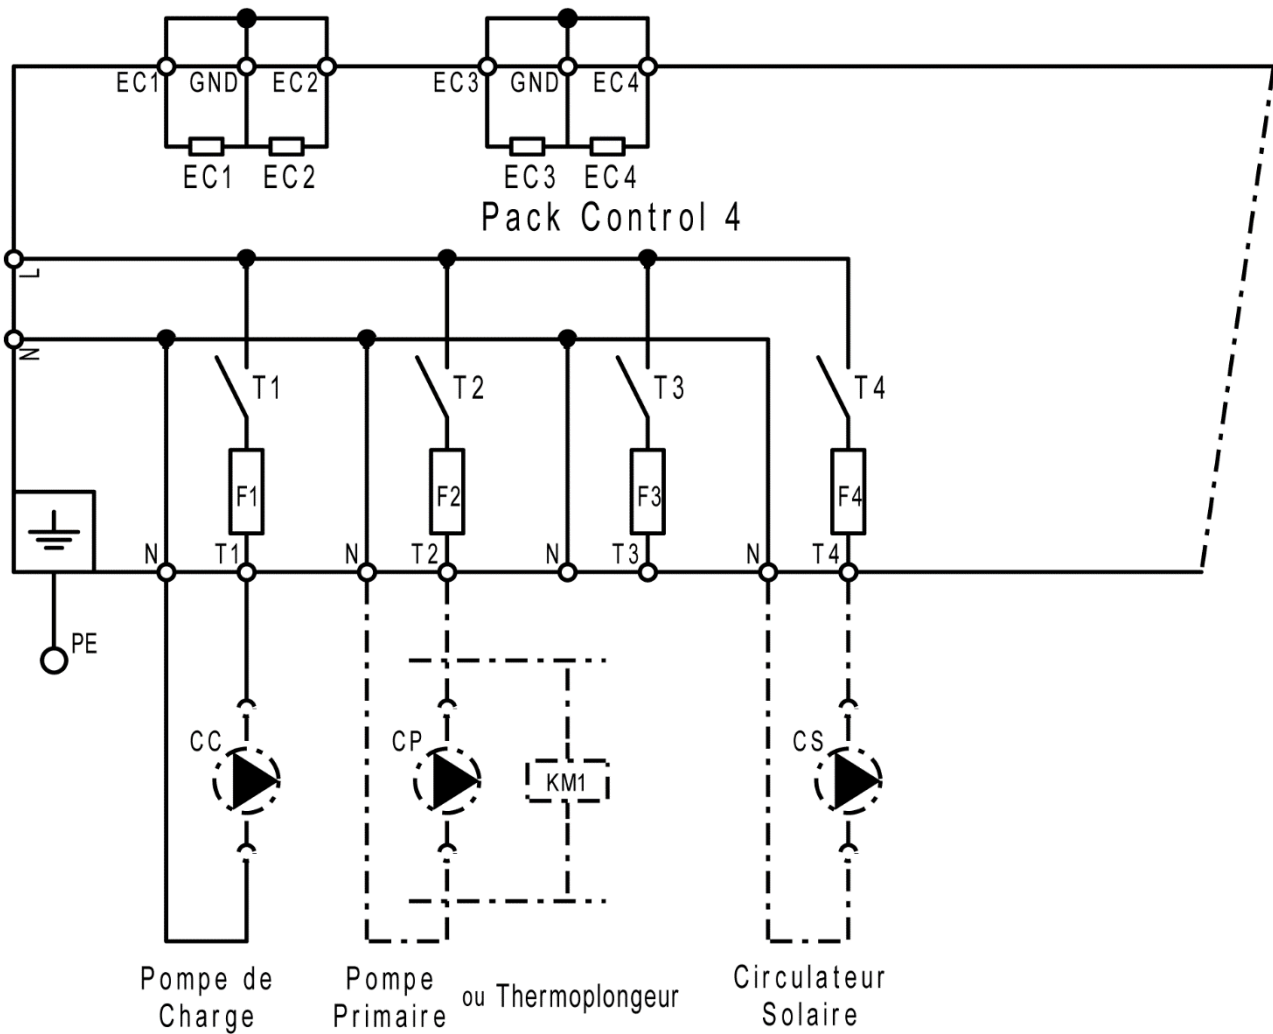 EC1 GND EC2 EC3 GND EC4
EC1 EC2 EC3 EC4
Pack Control 4
L
N
T1 T2 T3 T4
F1 F2 F3 F4
N T1 N T2 N T3 N T4
PE
CC CP KM1 CS
Pompe de
Charge
Pompe
Primaire
ou Thermoplongeur
Circulateur
Solaire